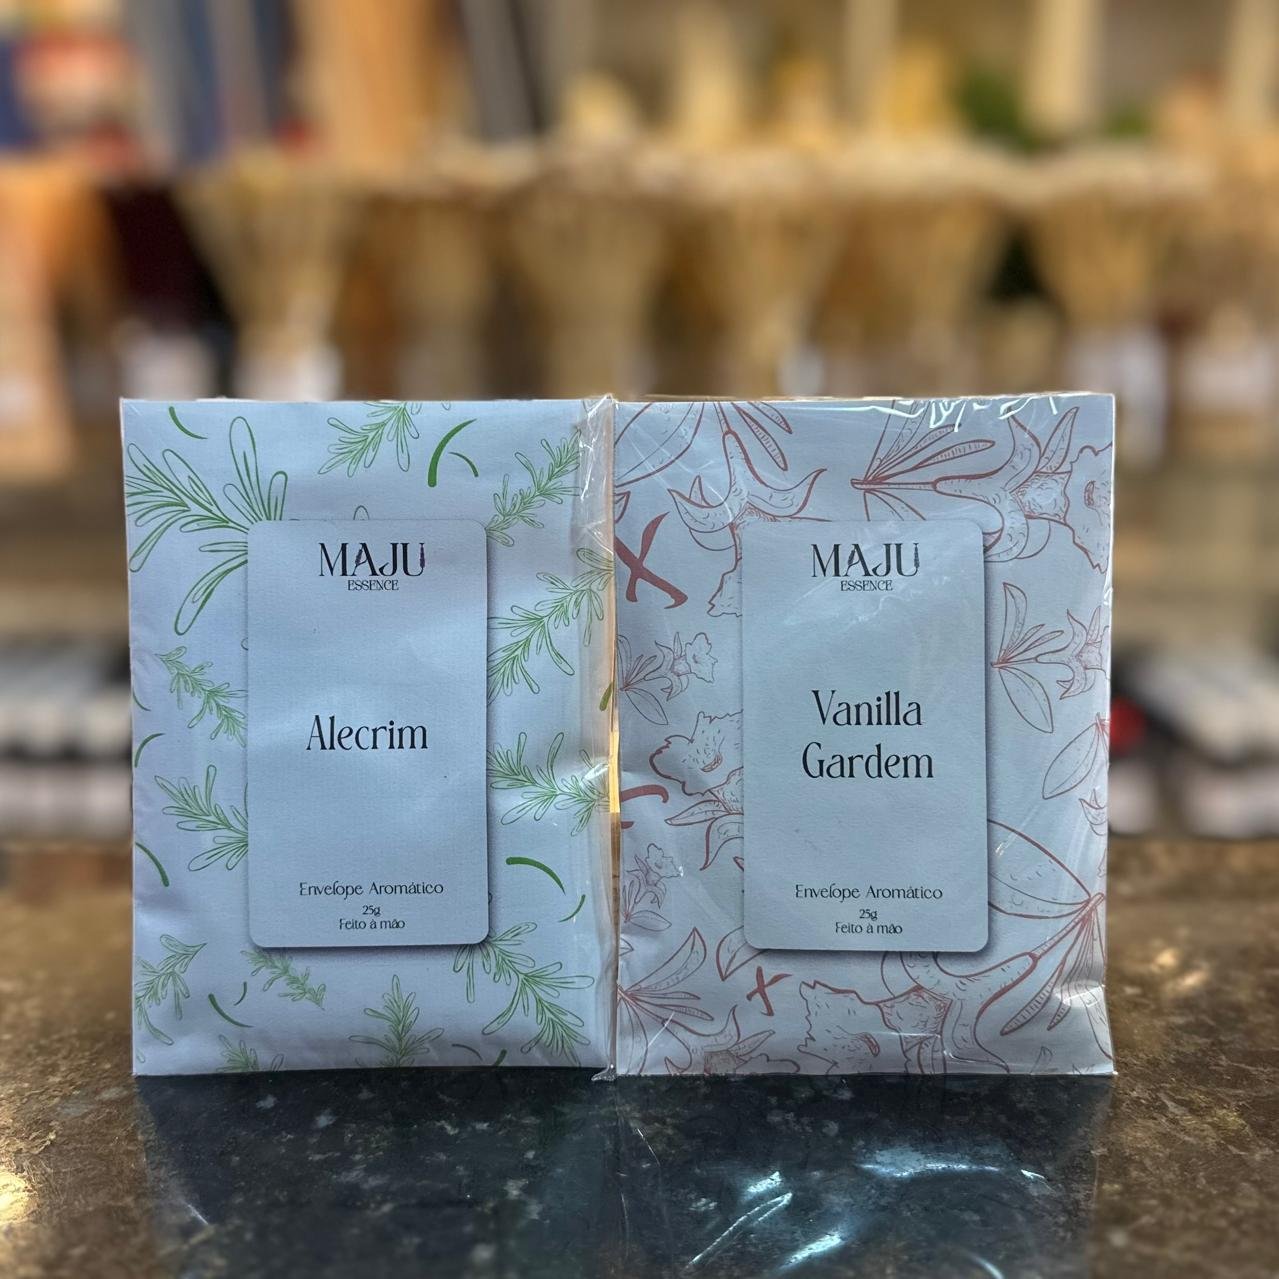 MAJU
ESSENCE
Alecrim
Envelope Aromático
25g
Feito à mão
MAJU
ESSENCE
Vanilla
Gardem
Envelope Aromático
25g
Feito à mão